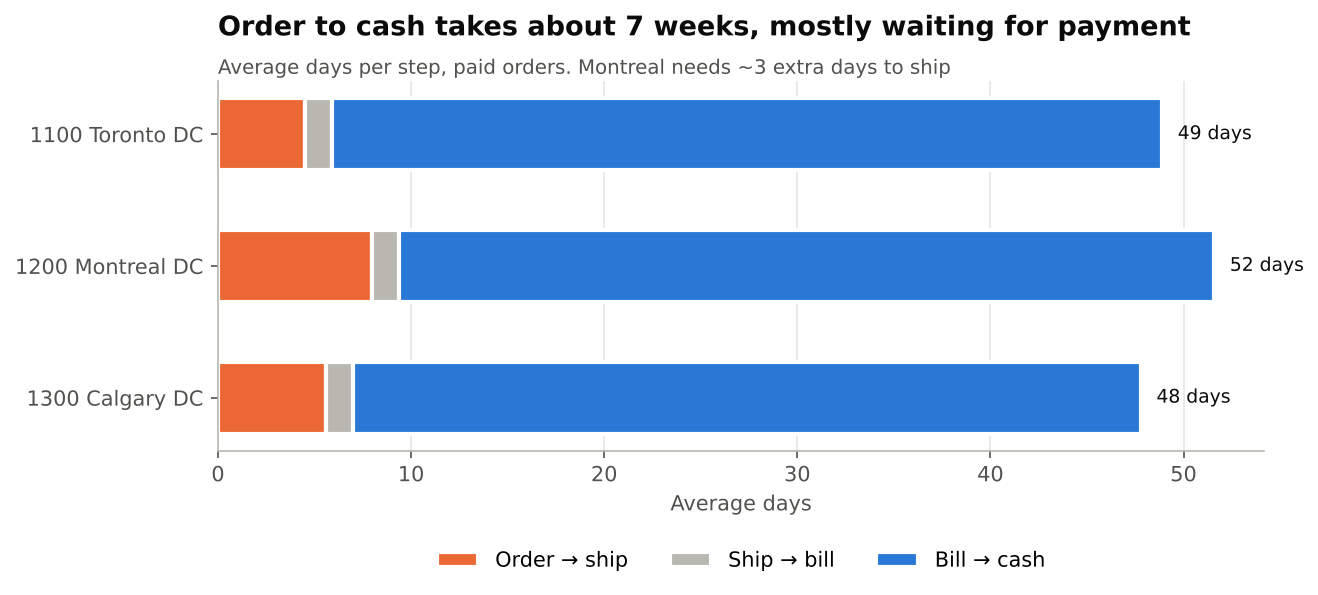 Order to cash takes about 7 weeks, mostly waiting for payment
Average days per step, paid orders. Montreal needs ~3 extra days to ship
1100 Toronto DC
49 days
1200 Montreal DC
52 days
1300 Calgary DC
48 days
0 10 20 30 40 50
Average days
Order → ship Ship → bill Bill → cash